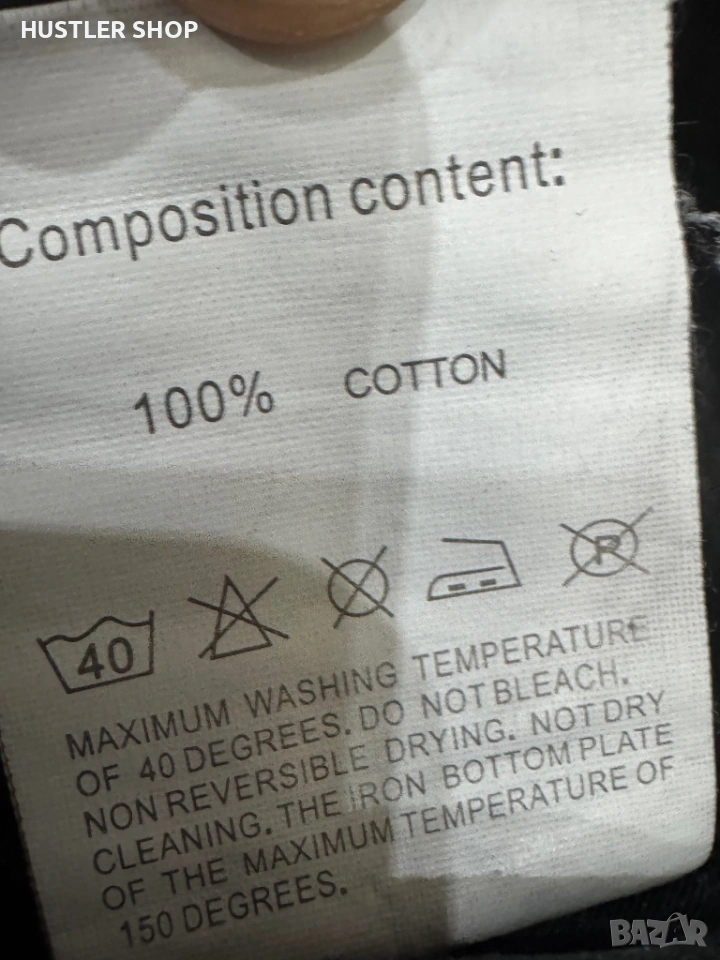 HUSTLER SHOP
Composition content:
100% COTTON
40
R
MAXIMUM WASHING TEMPERATURE
OF 40 DEGREES. DO NOT BLEACH.
NON REVERSIBLE DRYING. NOT DRY
CLEANING. THE IRON BOTTOM PLATE
OF THE MAXIMUM TEMPERATURE OF
150 DEGREES.
BAZAR